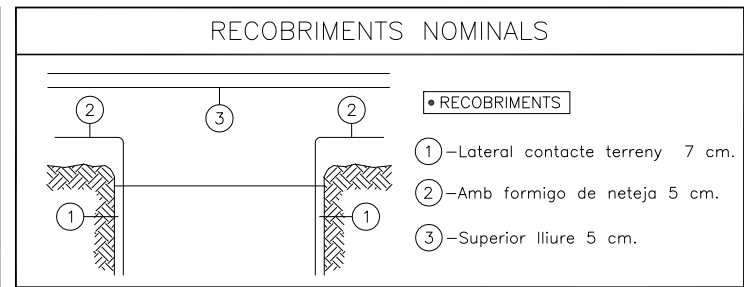 RECOBRIMENTS NOMINALS
2
3
2
1
1
RECOBRIMENTS
1 -Lateral contacte terreny 7 cm.
2 -Amb formigo de neteja 5 cm.
3 -Superior lliure 5 cm.